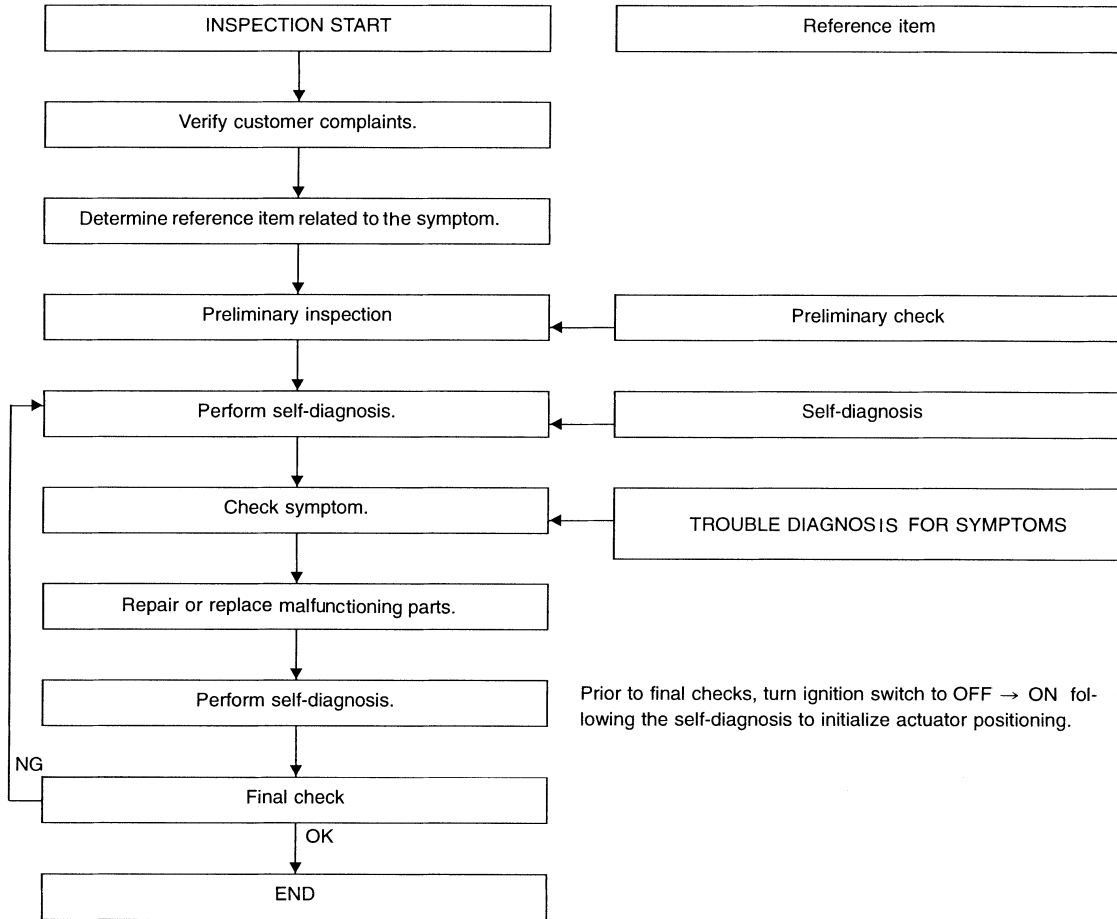 INSPECTION START
Reference item
Verify customer complaints.
Determine reference item related to the symptom.
Preliminary inspection
Preliminary check
Perform self-diagnosis.
Self-diagnosis
Check symptom.
TROUBLE DIAGNOSIS FOR SYMPTOMS
Repair or replace malfunctioning parts.
Perform self-diagnosis.
Prior to final checks, turn ignition switch to OFF → ON fol-
lowing the self-diagnosis to initialize actuator positioning.
NG
Final check
OK
END